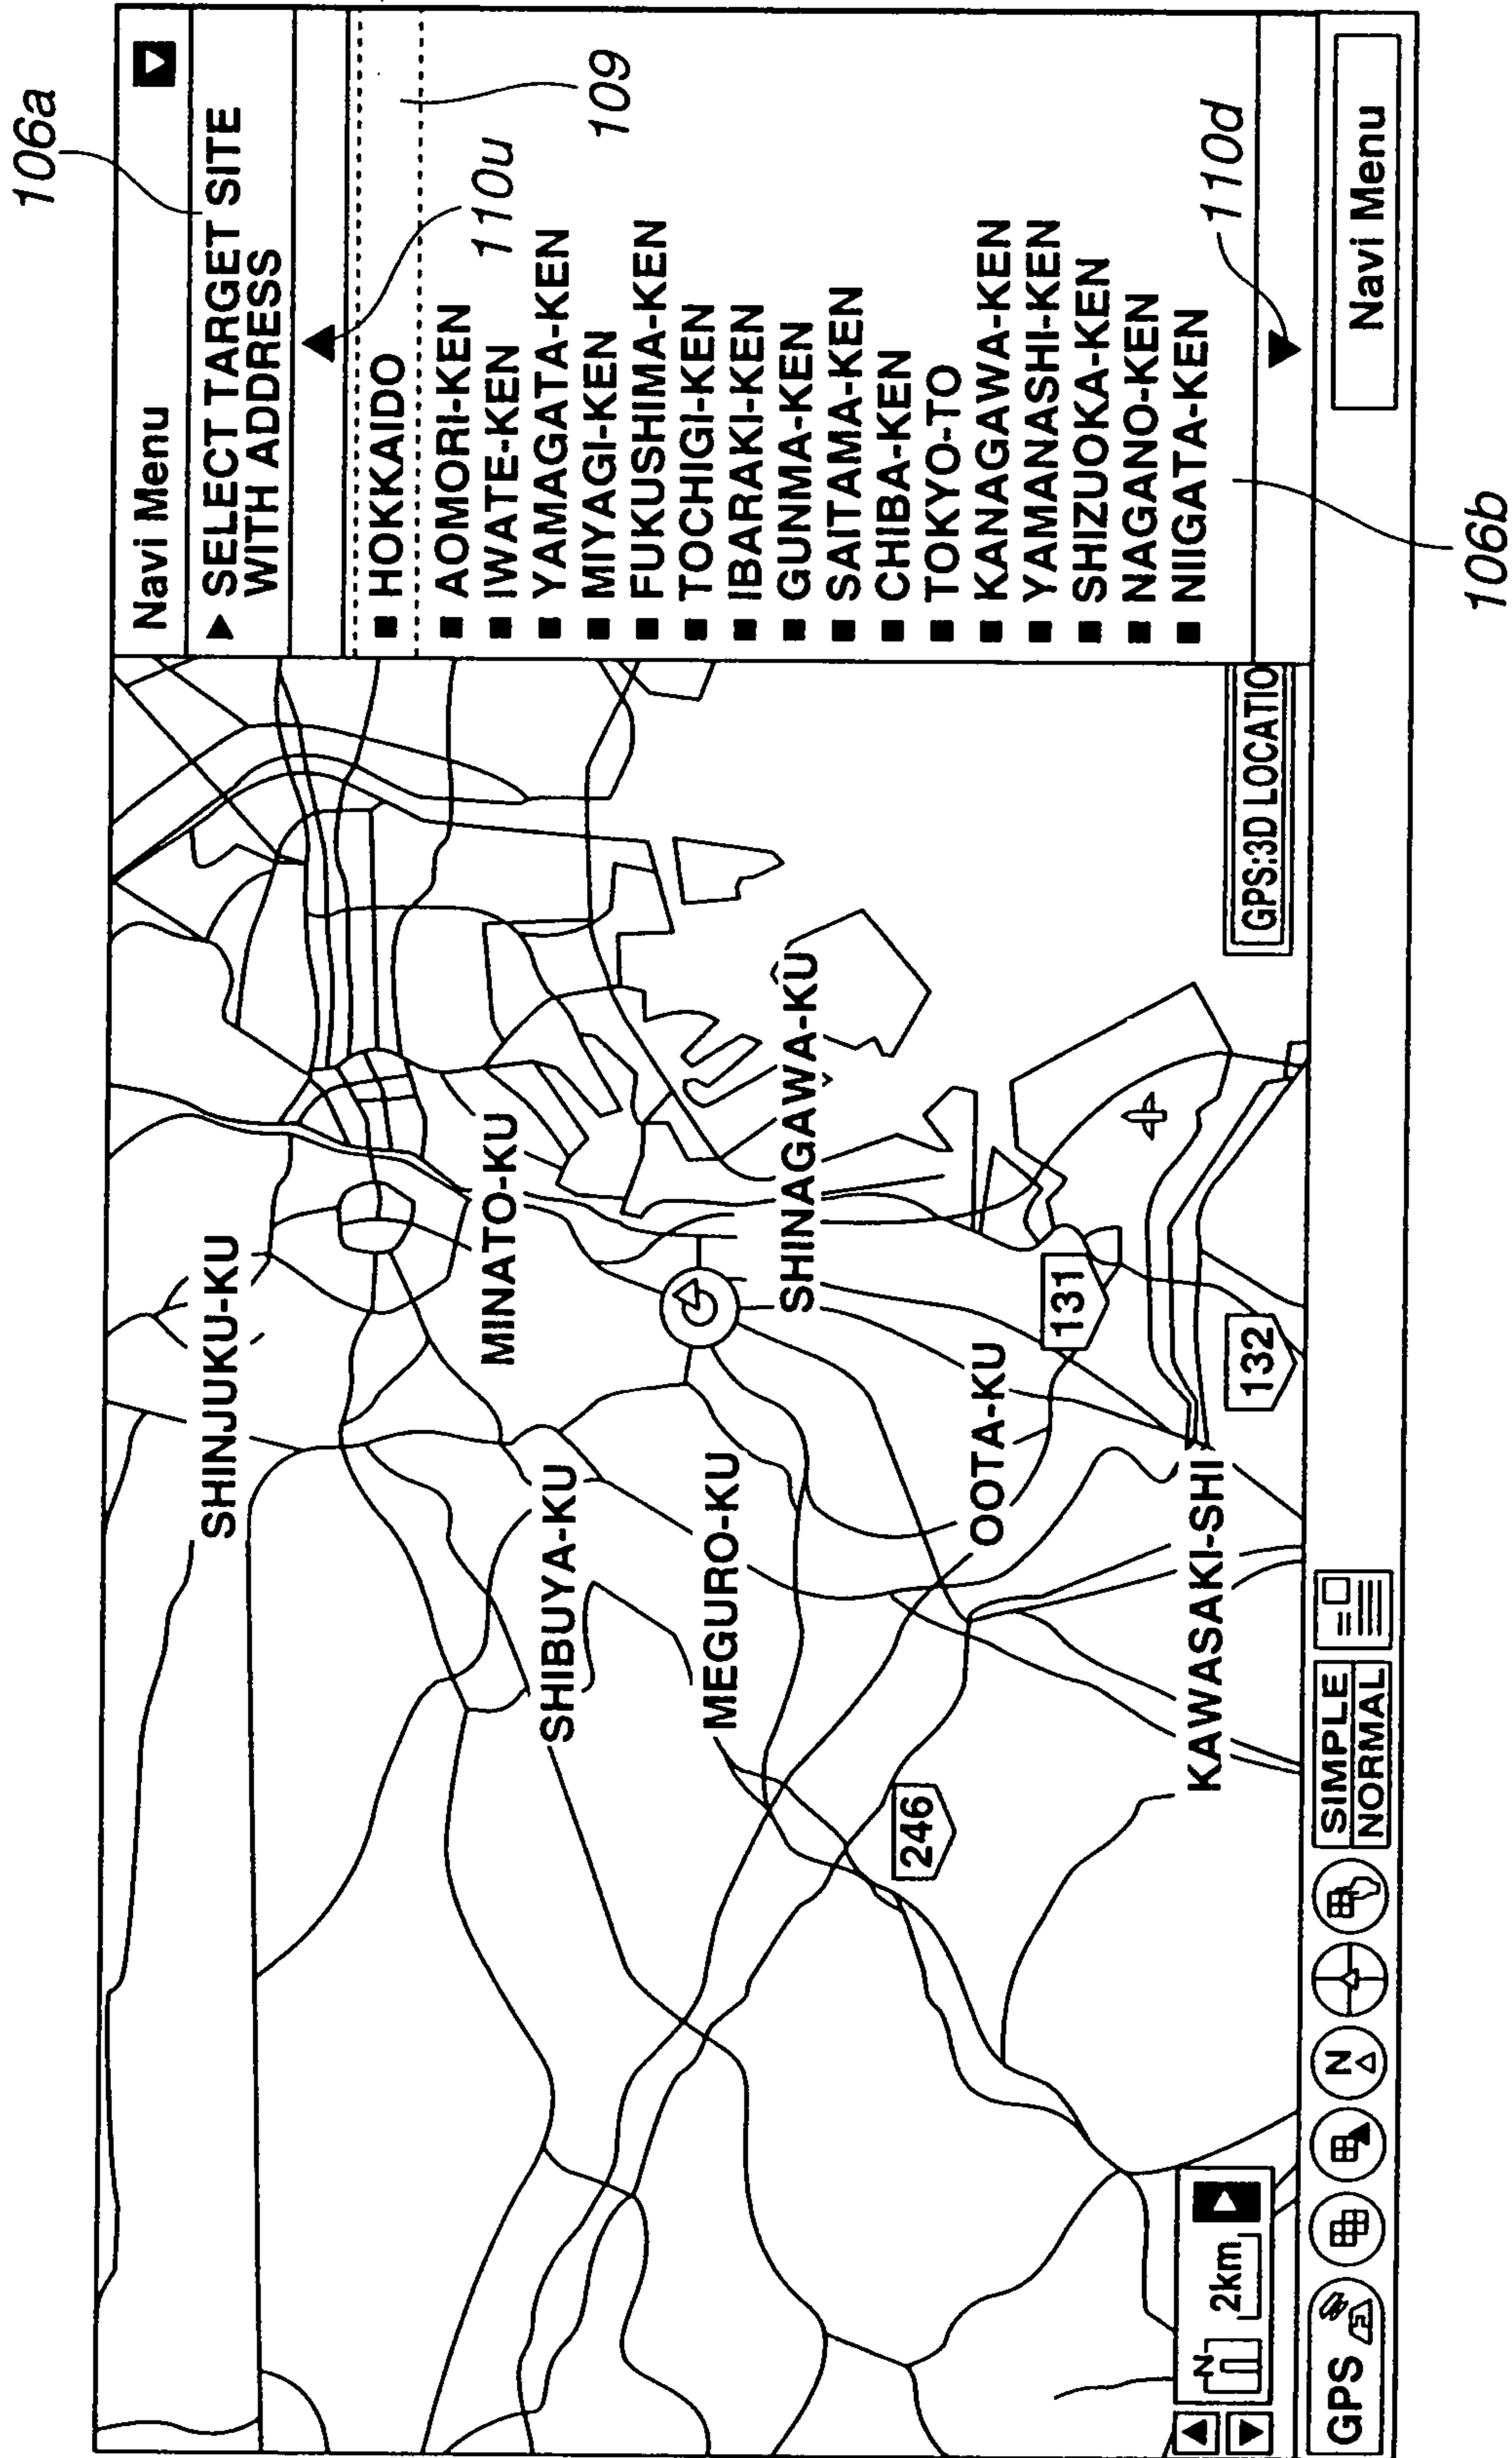 106a
Navi Menu
▶ SELECT TARGET SITE
WITH ADDRESS
110u
109
■ HOKKAIDO
■ AOMORI-KEN
■ IWATE-KEN
■ YAMAGATA-KEN
■ MIYAGI-KEN
■ FUKUSHIMA-KEN
■ TOCHIGI-KEN
■ IBARAKI-KEN
■ GUNMA-KEN
■ SAITAMA-KEN
■ CHIBA-KEN
■ TOKYO-TO
■ KANAGAWA-KEN
■ YAMANASHI-KEN
■ SHIZUOKA-KEN
■ NAGANO-KEN
■ NIIGATA-KEN
110d
106b
SHINJUKU-KU
MINATO-KU
SHIBUYA-KU
MEGURO-KU
SHINAGAWA-KU
OOTA-KU
KAWASAKI-SHI
246
131
132
GPS:3D LOCATIO
N
2km
GPS
N
SIMPLE
NORMAL
Navi Menu